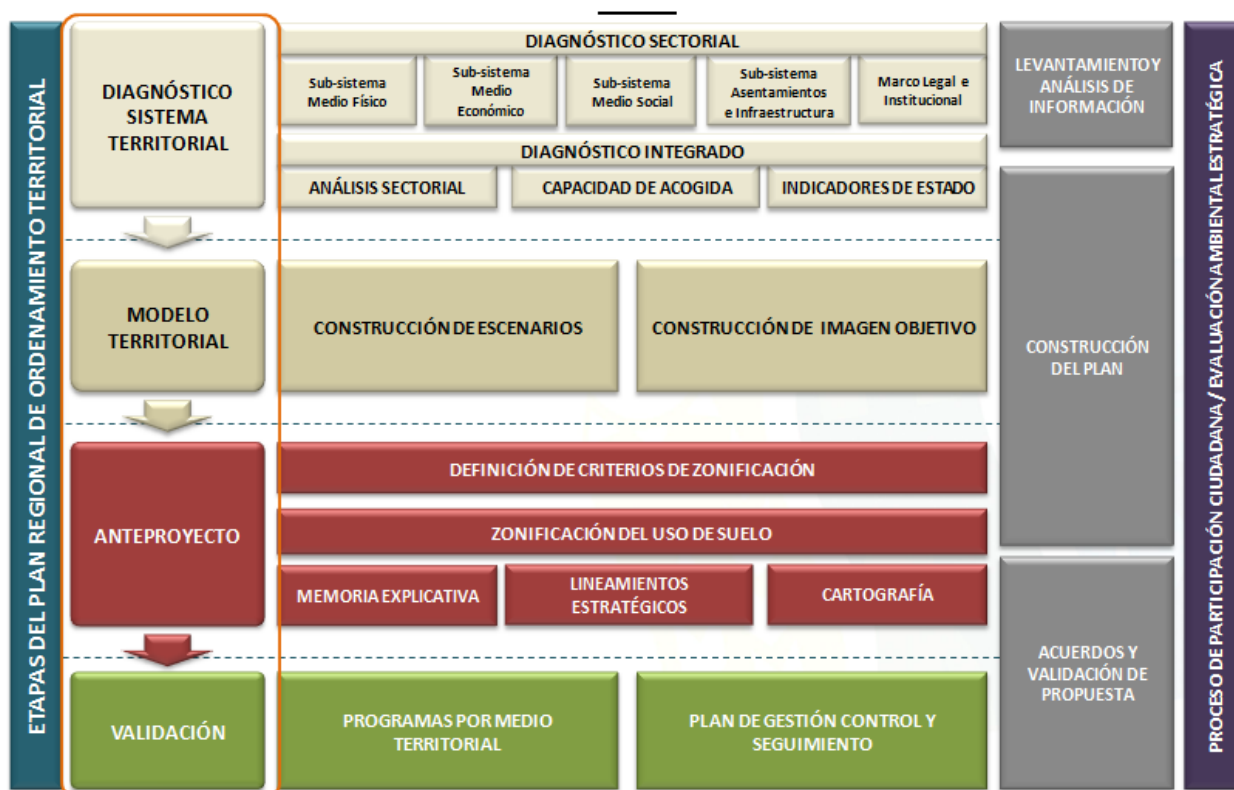 ETAPAS DEL PLAN REGIONAL DE ORDENAMIENTO TERRITORIAL
DIAGNÓSTICO
SISTEMA
TERRITORIAL
DIAGNÓSTICO SECTORIAL
Sub-sistema
Medio Físico
Sub-sistema
Medio
Económico
Sub-sistema
Medio Social
Sub-sistema
Asentamientos
e Infraestructura
Marco Legal e
Institucional
DIAGNÓSTICO INTEGRADO
ANÁLISIS SECTORIAL
CAPACIDAD DE ACOGIDA
INDICADORES DE ESTADO
MODELO
TERRITORIAL
CONSTRUCCIÓN DE ESCENARIOS
CONSTRUCCIÓN DE IMAGEN OBJETIVO
ANTEPROYECTO
DEFINICIÓN DE CRITERIOS DE ZONIFICACIÓN
ZONIFICACIÓN DEL USO DE SUELO
MEMORIA EXPLICATIVA
LINEAMIENTOS
ESTRATÉGICOS
CARTOGRAFÍA
VALIDACIÓN
PROGRAMAS POR MEDIO
TERRITORIAL
PLAN DE GESTIÓN CONTROL Y
SEGUIMIENTO
LEVANTAMIENTO Y
ANÁLISIS DE
INFORMACIÓN
CONSTRUCCIÓN
DEL PLAN
ACUERDOS Y
VALIDACIÓN DE
PROPUESTA
PROCESO DE PARTICIPACIÓN CIUDADANA / EVALUACIÓN AMBIENTAL ESTRATÉGICA